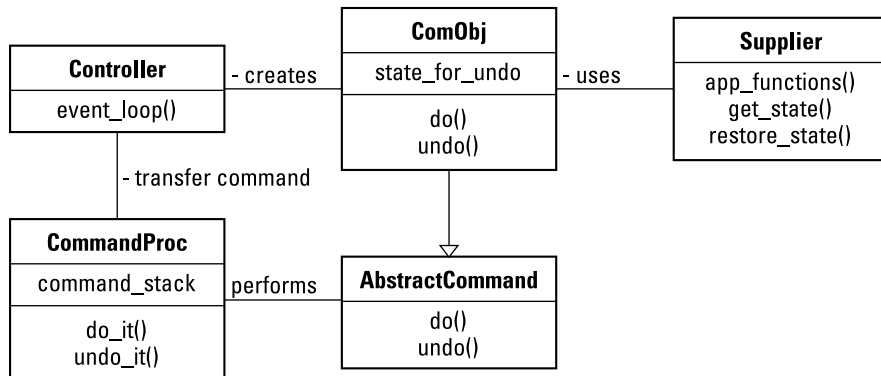 Controller
event_loop()
- creates
ComObj
state_for_undo
do()
undo()
- uses
Supplier
app_functions()
get_state()
restore_state()
- transfer command
CommandProc
command_stack
do_it()
undo_it()
performs
AbstractCommand
do()
undo()